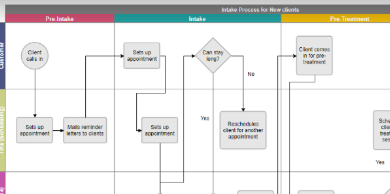 Intake Process for New clients
Pre Intake
Intake
Pre-Treatment
Customer
Client
calls in
Sets up
appointment
Can stay
long?
Client comes
in for pre-
treatment
No
Sets up
appointment
Mails reminder
letters to clients
Sets up
appointment
Yes
Reschedules
client for another
appointment
Yes